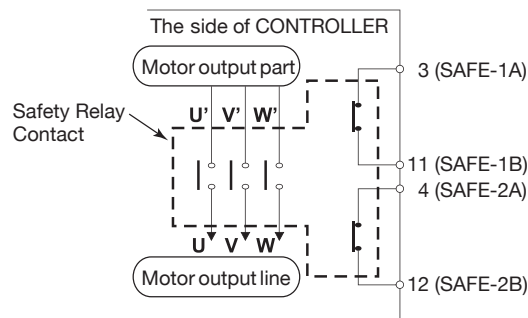 The side of CONTROLLER
Motor output part
3 (SAFE-1A)
Safety Relay
Contact
U’ V’ W’
11 (SAFE-1B)
4 (SAFE-2A)
U V W
Motor output line
12 (SAFE-2B)